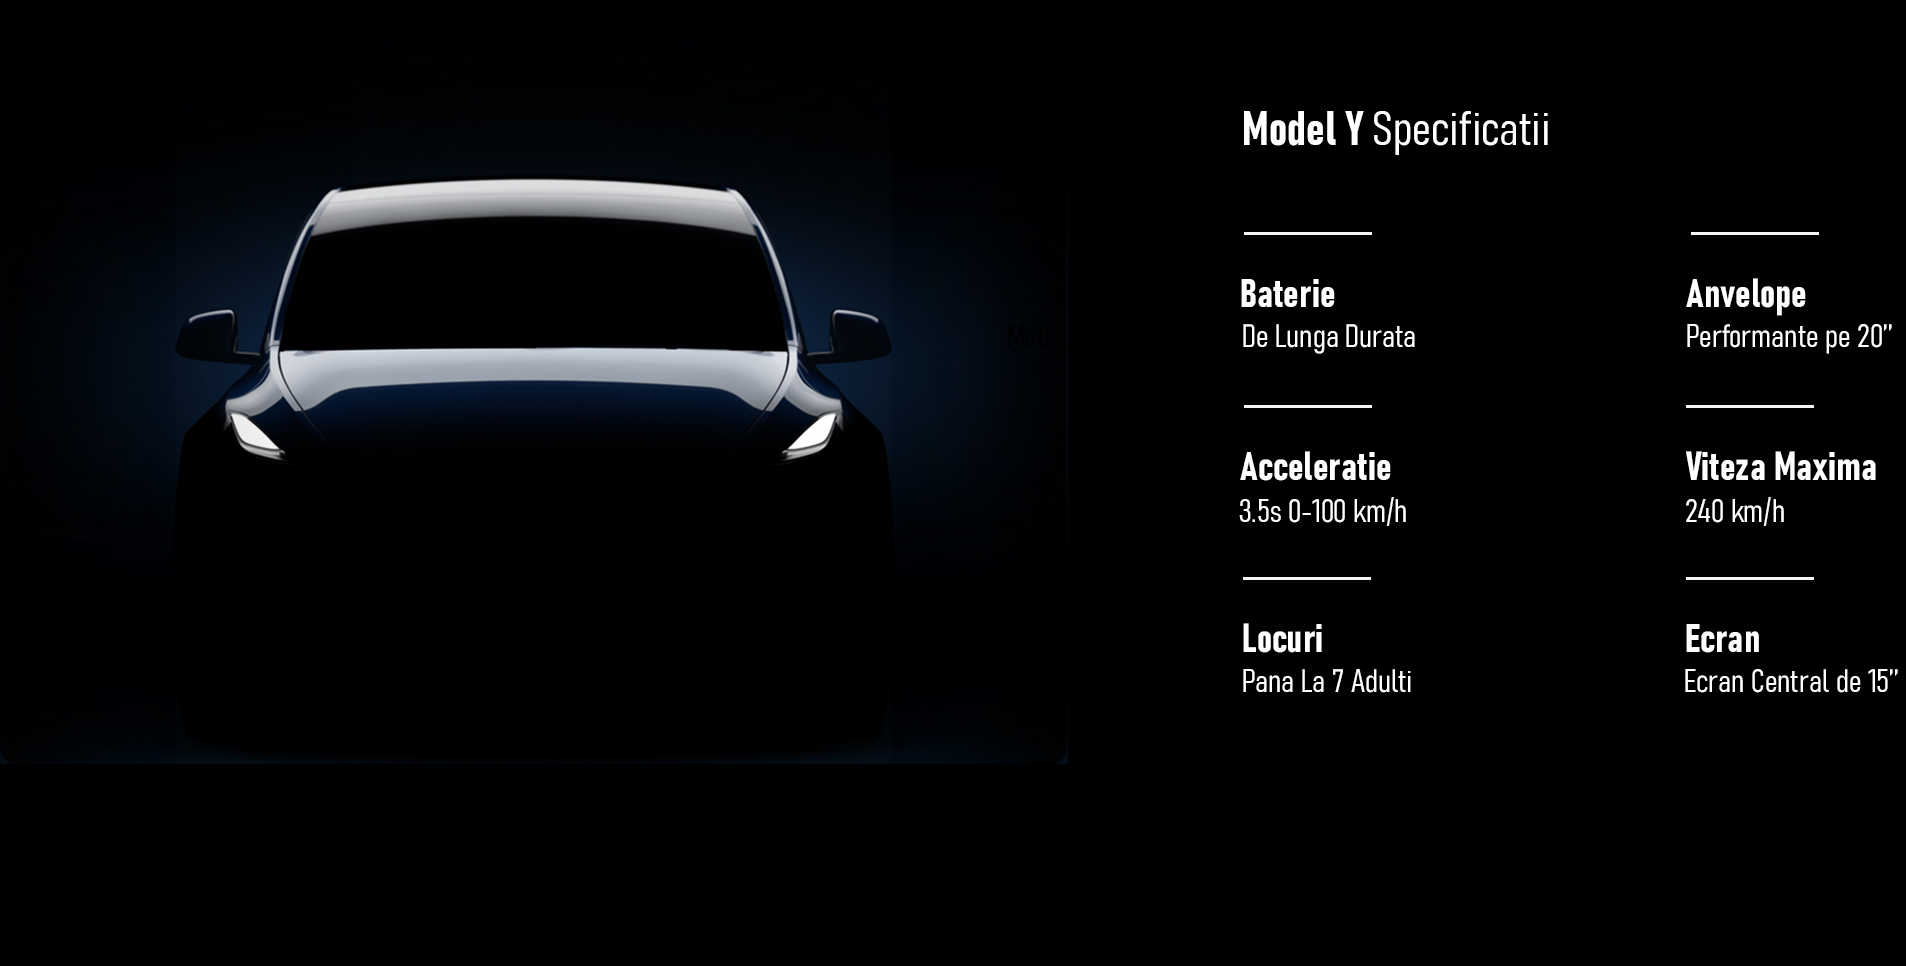 Model Y Specificatii
Baterie
De Lunga Durata
Anvelope
Performante pe 20”
Acceleratie
3.5s 0-100 km/h
Viteza Maxima
240 km/h
Locuri
Pana La 7 Adulti
Ecran
Ecran Central de 15”